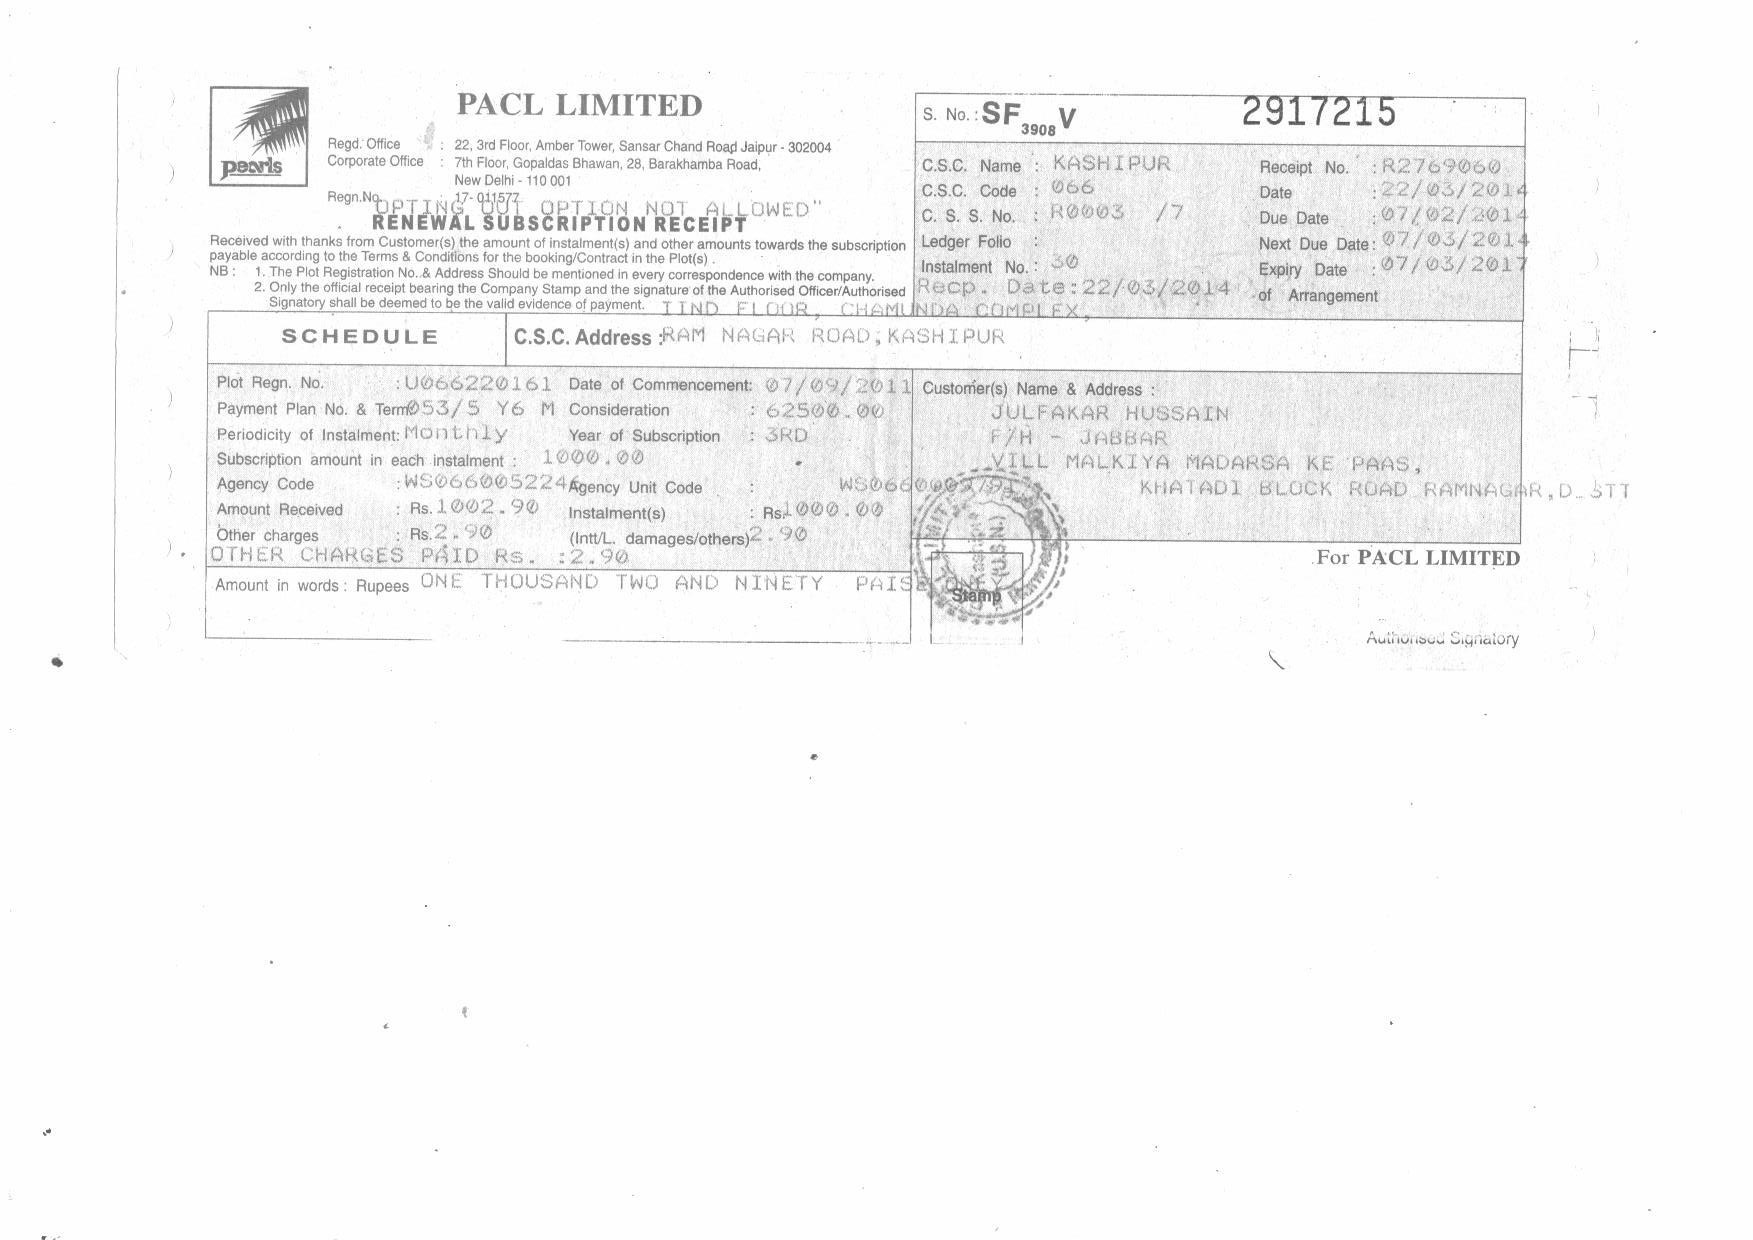 PACL LIMITED
pearls
Regd. Office : 22, 3rd Floor, Amber Tower, Sansar Chand Road Jaipur - 302004
Corporate Office : 7th Floor, Gopaldas Bhawan, 28, Barakhamba Road,
New Delhi - 110 001
Regn.No. : 17- 011577
OPTING OUT OPTION NOT ALLOWED"
RENEWAL SUBSCRIPTION RECEIPT
Received with thanks from Customer(s) the amount of instalment(s) and other amounts towards the subscription
payable according to the Terms & Conditions for the booking/Contract in the Plot(s) .
NB : 1. The Plot Registration No. & Address Should be mentioned in every correspondence with the company.
2. Only the official receipt bearing the Company Stamp and the signature of the Authorised Officer/Authorised
Signatory shall be deemed to be the valid evidence of payment.
S. No. : SF 3908 V 2917215
C.S.C. Name : KASHIPUR Receipt No. : R2769060
C.S.C. Code : 066 Date : 22/03/2014
C. S. S. No. : R0003 /7 Due Date : 07/02/2014
Ledger Folio : Next Due Date : 07/03/2014
Instalment No. : 30 Expiry Date : 07/03/2017
Recp. Date:22/03/2014 of Arrangement
IIND FLOOR, CHAMUNDA COMPLEX,
SCHEDULE C.S.C. Address : RAM NAGAR ROAD;KASHIPUR
Plot Regn. No. : U066220161 Date of Commencement: 07/09/2011
Payment Plan No. & Term 053/5 Y6 M Consideration : 62500.00
Periodicity of Instalment: Monthly Year of Subscription : 3RD
Subscription amount in each instalment : 1000.00
Agency Code : WS0660052246 Agency Unit Code : WS0660
Amount Received : Rs. 1002.90 Instalment(s) : Rs. 1000.00
Other charges : Rs. 2.90 (Intt/L. damages/others) 2.90
OTHER CHARGES PAID Rs. :2.90
Amount in words : Rupees ONE THOUSAND TWO AND NINETY PAISE ONLY
Customer(s) Name & Address :
JULFAKAR HUSSAIN
F/H - JABBAR
VILL MALKIYA MADARSA KE PAAS,
KHATADI BLOCK ROAD RAMNAGAR,DISTT
Stamp
For PACL LIMITED
Authorised Signatory